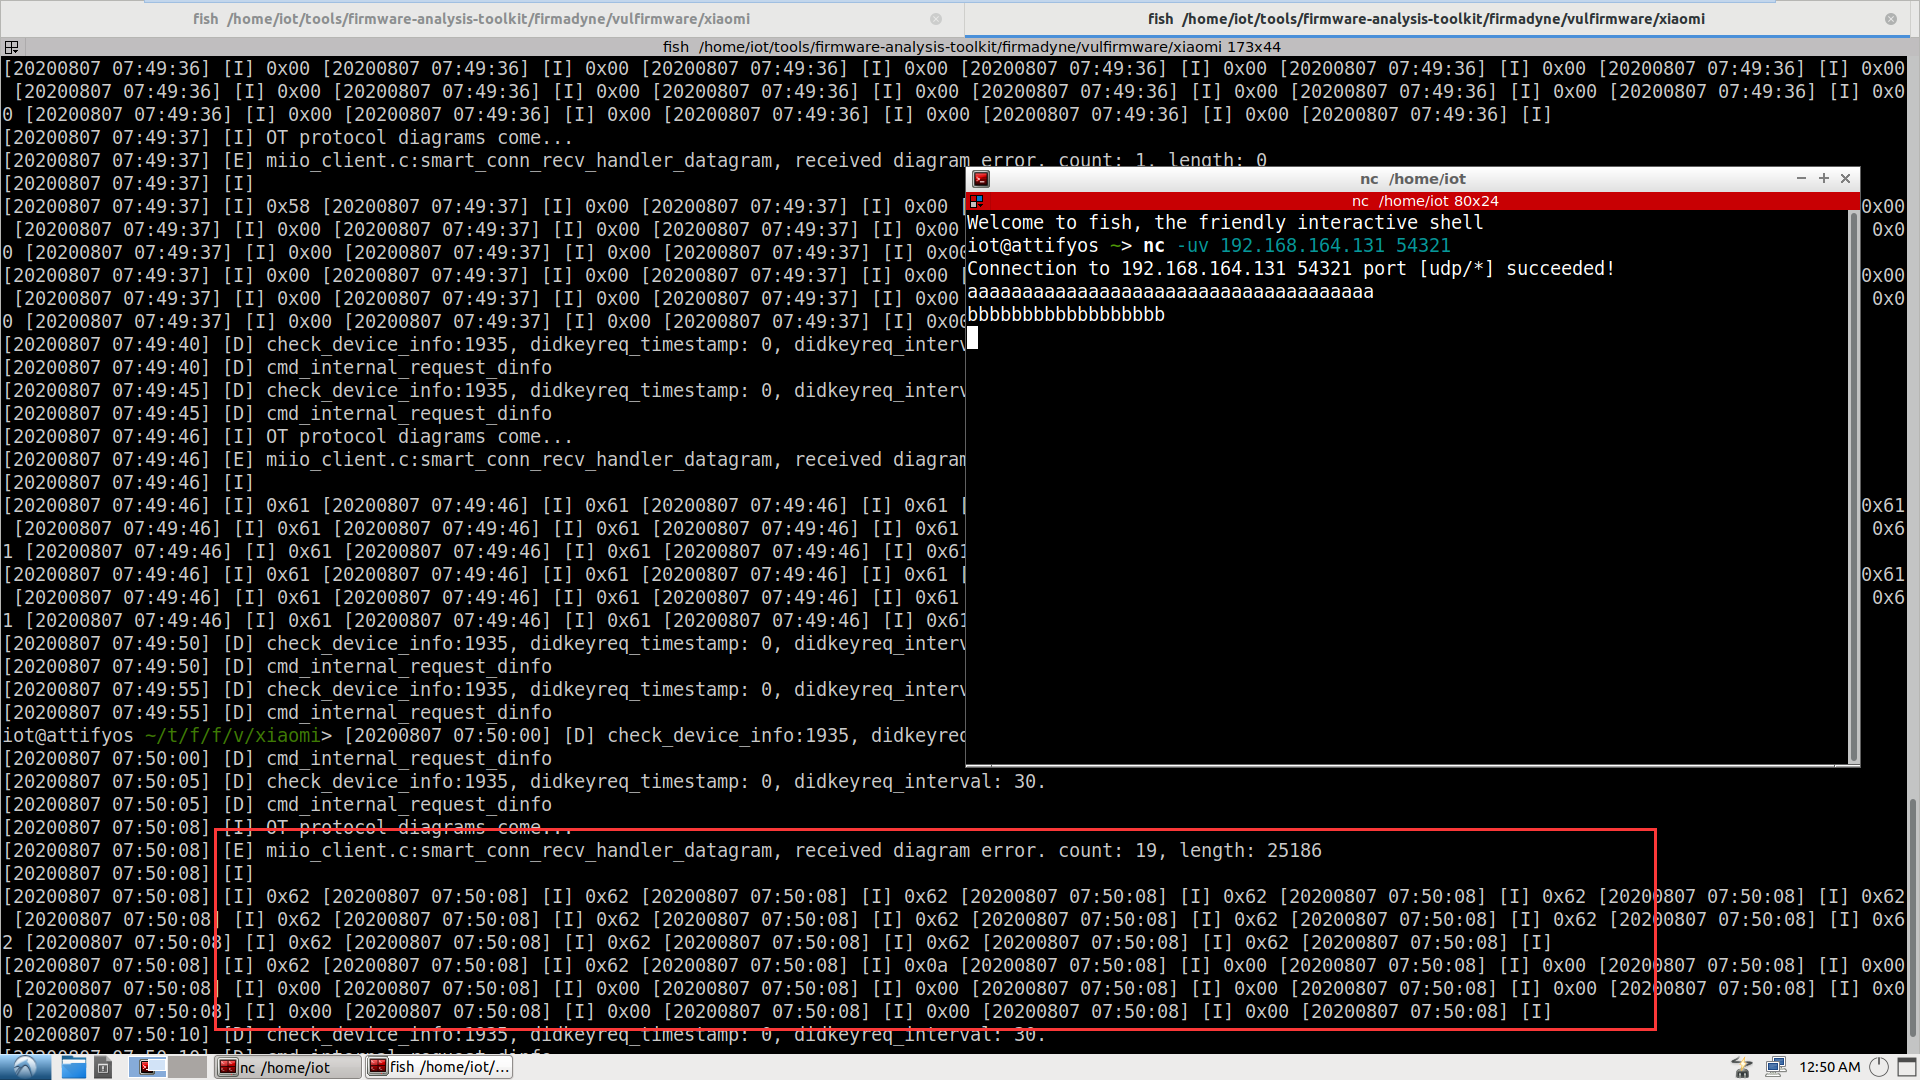 fish  /home/iot/tools/firmware-analysis-toolkit/firmadyne/vulfirmware/xiaomi
fish  /home/iot/tools/firmware-analysis-toolkit/firmadyne/vulfirmware/xiaomi
fish  /home/iot/tools/firmware-analysis-toolkit/firmadyne/vulfirmware/xiaomi 173x44
[20200807 07:49:36] [I] 0x00 [20200807 07:49:36] [I] 0x00 [20200807 07:49:36] [I] 0x00 [20200807 07:49:36] [I] 0x00 [20200807 07:49:36] [I] 0x00 [20200807 07:49:36] [I] 0x00
[20200807 07:49:36] [I] 0x00 [20200807 07:49:36] [I] 0x00 [20200807 07:49:36] [I] 0x00 [20200807 07:49:36] [I] 0x00 [20200807 07:49:36] [I] 0x00 [20200807 07:49:36] [I] 0x0
0 [20200807 07:49:36] [I] 0x00 [20200807 07:49:36] [I] 0x00 [20200807 07:49:36] [I] 0x00 [20200807 07:49:36] [I] 0x00 [20200807 07:49:36] [I]
[20200807 07:49:37] [I] OT protocol diagrams come...
[20200807 07:49:37] [E] miio_client.c:smart_conn_recv_handler_datagram, received diagram error. count: 1, length: 0
[20200807 07:49:37] [I]
[20200807 07:49:37] [I] 0x58 [20200807 07:49:37] [I] 0x00 [20200807 07:49:37] [I] 0x00 [ 0x00
[20200807 07:49:37] [I] 0x00 [20200807 07:49:37] [I] 0x00 [20200807 07:49:37] [I] 0x00 0x0
0 [20200807 07:49:37] [I] 0x00 [20200807 07:49:37] [I] 0x00 [20200807 07:49:37] [I] 0x00
[20200807 07:49:37] [I] 0x00 [20200807 07:49:37] [I] 0x00 [20200807 07:49:37] [I] 0x00 [ 0x00
[20200807 07:49:37] [I] 0x00 [20200807 07:49:37] [I] 0x00 [20200807 07:49:37] [I] 0x00 0x0
0 [20200807 07:49:37] [I] 0x00 [20200807 07:49:37] [I] 0x00 [20200807 07:49:37] [I] 0x00
[20200807 07:49:40] [D] check_device_info:1935, didkeyreq_timestamp: 0, didkeyreq_interv
[20200807 07:49:40] [D] cmd_internal_request_dinfo
[20200807 07:49:45] [D] check_device_info:1935, didkeyreq_timestamp: 0, didkeyreq_interv
[20200807 07:49:45] [D] cmd_internal_request_dinfo
[20200807 07:49:46] [I] OT protocol diagrams come...
[20200807 07:49:46] [E] miio_client.c:smart_conn_recv_handler_datagram, received diagram
[20200807 07:49:46] [I]
[20200807 07:49:46] [I] 0x61 [20200807 07:49:46] [I] 0x61 [20200807 07:49:46] [I] 0x61 [ 0x61
[20200807 07:49:46] [I] 0x61 [20200807 07:49:46] [I] 0x61 [20200807 07:49:46] [I] 0x61 0x6
1 [20200807 07:49:46] [I] 0x61 [20200807 07:49:46] [I] 0x61 [20200807 07:49:46] [I] 0x61
[20200807 07:49:46] [I] 0x61 [20200807 07:49:46] [I] 0x61 [20200807 07:49:46] [I] 0x61 [ 0x61
[20200807 07:49:46] [I] 0x61 [20200807 07:49:46] [I] 0x61 [20200807 07:49:46] [I] 0x61 0x6
1 [20200807 07:49:46] [I] 0x61 [20200807 07:49:46] [I] 0x61 [20200807 07:49:46] [I] 0x61
[20200807 07:49:50] [D] check_device_info:1935, didkeyreq_timestamp: 0, didkeyreq_interv
[20200807 07:49:50] [D] cmd_internal_request_dinfo
[20200807 07:49:55] [D] check_device_info:1935, didkeyreq_timestamp: 0, didkeyreq_interv
[20200807 07:49:55] [D] cmd_internal_request_dinfo
iot@attifyos ~/t/f/f/v/xiaomi> [20200807 07:50:00] [D] check_device_info:1935, didkeyreq
[20200807 07:50:00] [D] cmd_internal_request_dinfo
[20200807 07:50:05] [D] check_device_info:1935, didkeyreq_timestamp: 0, didkeyreq_interval: 30.
[20200807 07:50:05] [D] cmd_internal_request_dinfo
[20200807 07:50:08] [I] OT protocol diagrams come...
[20200807 07:50:08] [E] miio_client.c:smart_conn_recv_handler_datagram, received diagram error. count: 19, length: 25186
[20200807 07:50:08] [I]
[20200807 07:50:08] [I] 0x62 [20200807 07:50:08] [I] 0x62 [20200807 07:50:08] [I] 0x62 [20200807 07:50:08] [I] 0x62 [20200807 07:50:08] [I] 0x62 [20200807 07:50:08] [I] 0x62
[20200807 07:50:08] [I] 0x62 [20200807 07:50:08] [I] 0x62 [20200807 07:50:08] [I] 0x62 [20200807 07:50:08] [I] 0x62 [20200807 07:50:08] [I] 0x62 [20200807 07:50:08] [I] 0x6
2 [20200807 07:50:08] [I] 0x62 [20200807 07:50:08] [I] 0x62 [20200807 07:50:08] [I] 0x62 [20200807 07:50:08] [I] 0x62 [20200807 07:50:08] [I]
[20200807 07:50:08] [I] 0x62 [20200807 07:50:08] [I] 0x62 [20200807 07:50:08] [I] 0x0a [20200807 07:50:08] [I] 0x00 [20200807 07:50:08] [I] 0x00 [20200807 07:50:08] [I] 0x00
[20200807 07:50:08] [I] 0x00 [20200807 07:50:08] [I] 0x00 [20200807 07:50:08] [I] 0x00 [20200807 07:50:08] [I] 0x00 [20200807 07:50:08] [I] 0x00 [20200807 07:50:08] [I] 0x0
0 [20200807 07:50:08] [I] 0x00 [20200807 07:50:08] [I] 0x00 [20200807 07:50:08] [I] 0x00 [20200807 07:50:08] [I] 0x00 [20200807 07:50:08] [I]
[20200807 07:50:10] [D] check_device_info:1935, didkeyreq_timestamp: 0, didkeyreq_interval: 30.
nc  /home/iot
nc  /home/iot 80x24
Welcome to fish, the friendly interactive shell
iot@attifyos ~> nc -uv 192.168.164.131 54321
Connection to 192.168.164.131 54321 port [udp/*] succeeded!
aaaaaaaaaaaaaaaaaaaaaaaaaaaaaaaaaaaaa
bbbbbbbbbbbbbbbbbb
nc /home/iot
fish /home/iot/...
12:50 AM